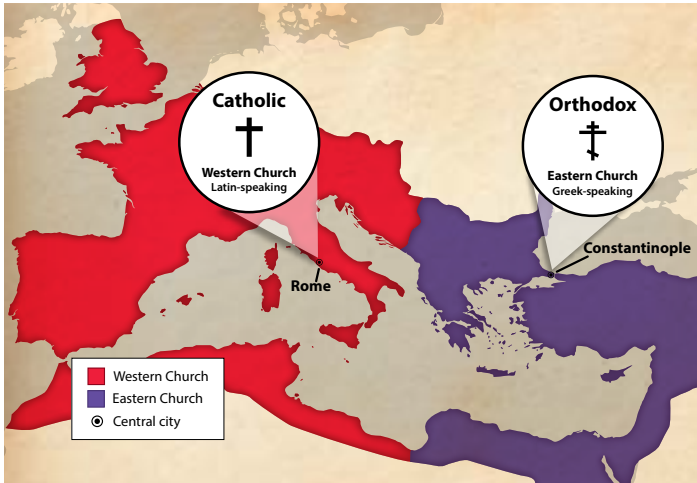 Catholic
Western Church
Latin-speaking
Orthodox
Eastern Church
Greek-speaking
Constantinople
Rome
Western Church
Eastern Church
Central city